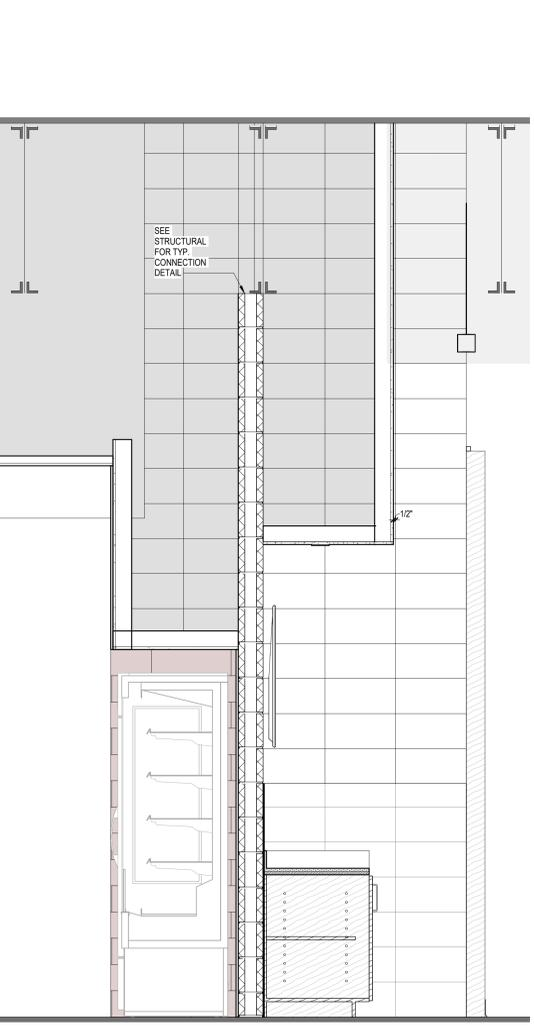 SEE
STRUCTURAL
FOR TYP.
CONNECTION
DETAIL
1/2"